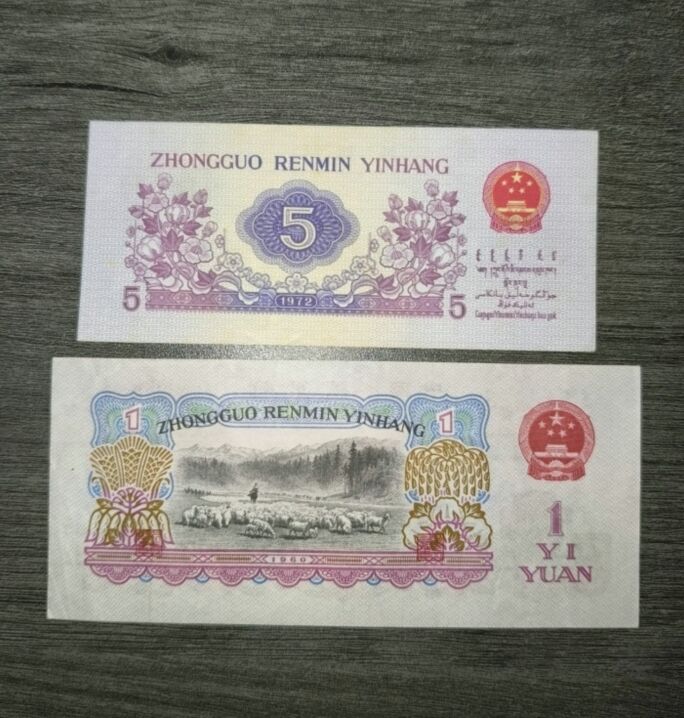 ZHONGGUO RENMIN YINHANG
5
1972
5
5
ZHONGGUO RENMIN YINHANG
1
1
1960
1
YI
YUAN